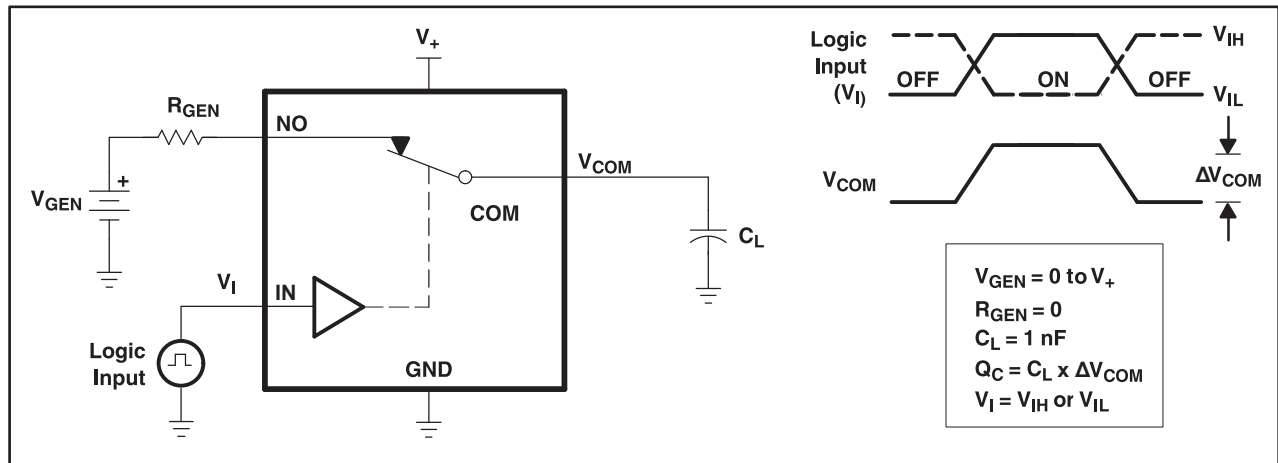 V+
RGEN
NO
VGEN
+
VCOM
COM
CL
VI
IN
Logic
Input
GND
Logic
Input
(VI)
OFF
ON
OFF
VIH
VIL
VCOM
ΔVCOM
VGEN = 0 to V+
RGEN = 0
CL = 1 nF
QC = CL x ΔVCOM
VI = VIH or VIL